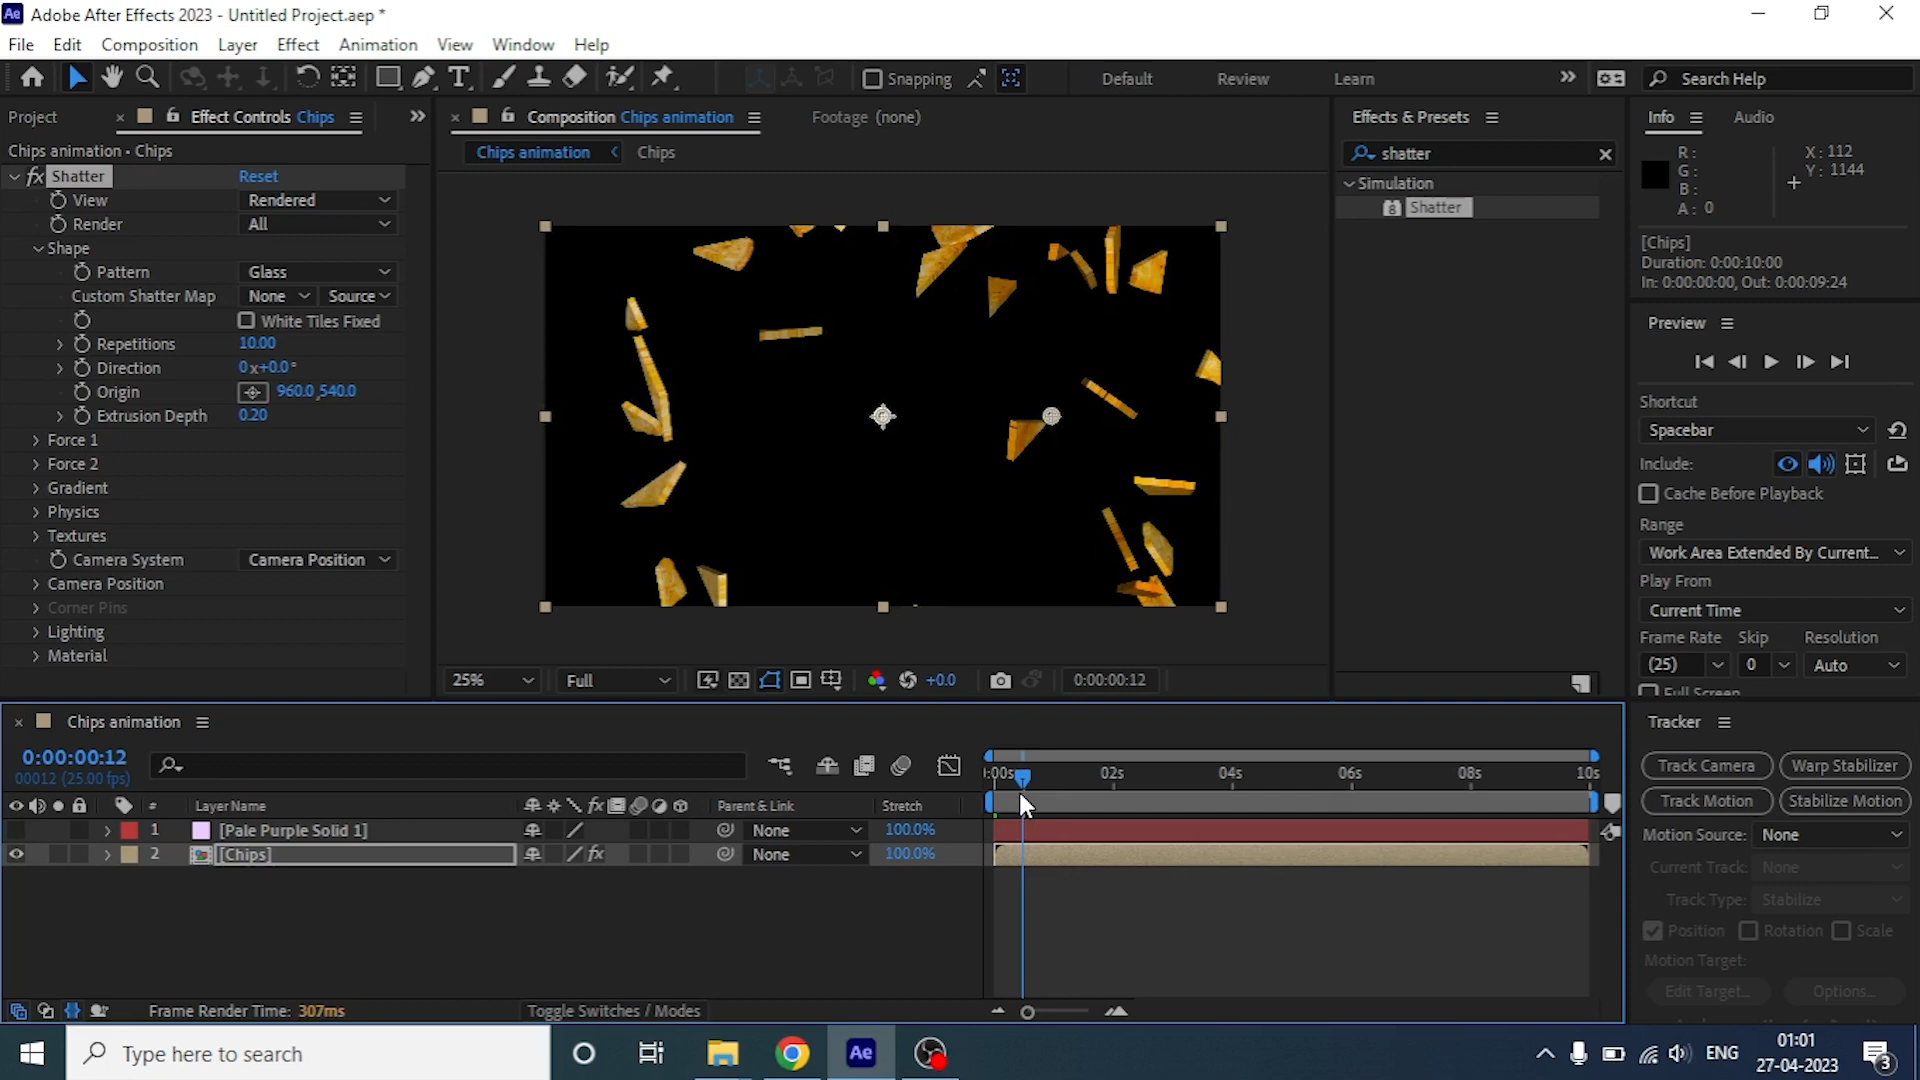 Ae Adobe After Effects 2023 - Untitled Project.aep *
File Edit Composition Layer Effect Animation View Window Help
Snapping Default Review Learn Search Help
Project Effect Controls Chips Composition Chips animation Footage (none) Effects & Presets Info Audio
Chips animation • Chips
Chips animation Chips
shatter
Simulation
Shatter
R:
G:
B:
A: 0
X: 112
Y: 1144
[Chips]
Duration: 0:00:10:00
In: 0:00:00:00, Out: 0:00:09:24
fx Shatter Reset
View Rendered
Render All
Shape
Pattern Glass
Custom Shatter Map None Source
White Tiles Fixed
Repetitions 10.00
Direction 0x+0.0°
Origin 960.0,540.0
Extrusion Depth 0.20
Force 1
Force 2
Gradient
Physics
Textures
Camera System Camera Position
Camera Position
Corner Pins
Lighting
Material
Preview
Shortcut
Spacebar
Include:
Cache Before Playback
Range
Work Area Extended By Current...
Play From
Current Time
Frame Rate Skip Resolution
(25) 0 Auto
Full Screen
25% Full +0.0 0:00:00:12
Chips animation
0:00:00:12
00012 (25.00 fps)
:00s 02s 04s 06s 08s 10s
# Layer Name fx Parent & Link Stretch
1 [Pale Purple Solid 1] None 100.0%
2 [Chips] fx None 100.0%
Frame Render Time: 307ms Toggle Switches / Modes
Tracker
Track Camera Warp Stabilizer
Track Motion Stabilize Motion
Motion Source: None
Current Track: None
Track Type: Stabilize
Position Rotation Scale
Motion Target:
Edit Target... Options...
Type here to search Ae ENG 01:01
27-04-2023 3